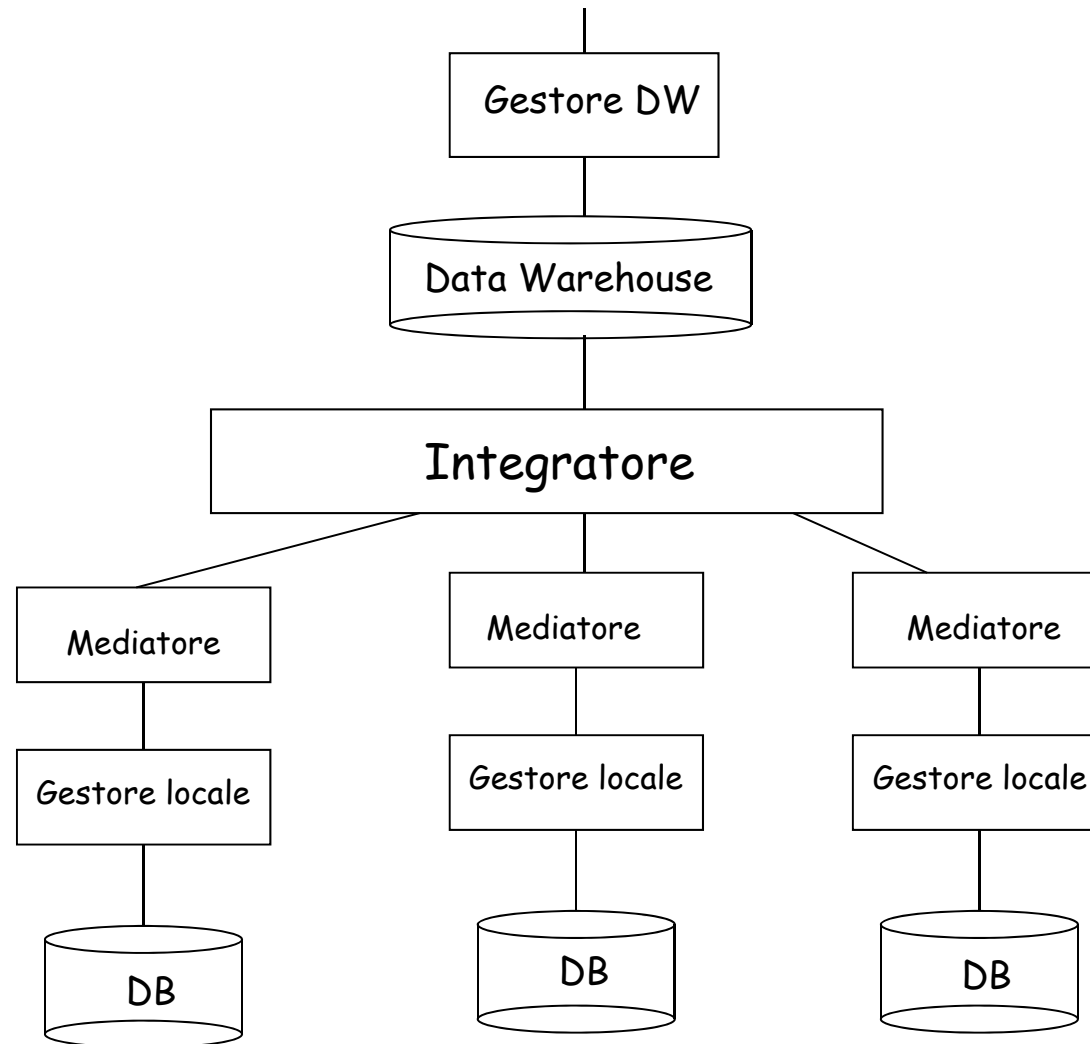 Gestore DW
Data Warehouse
Integratore
Mediatore
Mediatore
Mediatore
Gestore locale
Gestore locale
Gestore locale
DB
DB
DB